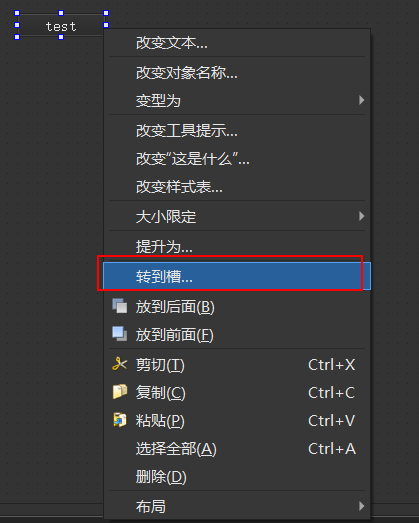 test
改变文本...
改变对象名称...
变型为
改变工具提示...
改变“这是什么”...
改变样式表...
大小限定
提升为...
转到槽...
放到后面(B)
放到前面(F)
剪切(T) Ctrl+X
复制(C) Ctrl+C
粘贴(P) Ctrl+V
选择全部(A) Ctrl+A
删除(D)
布局